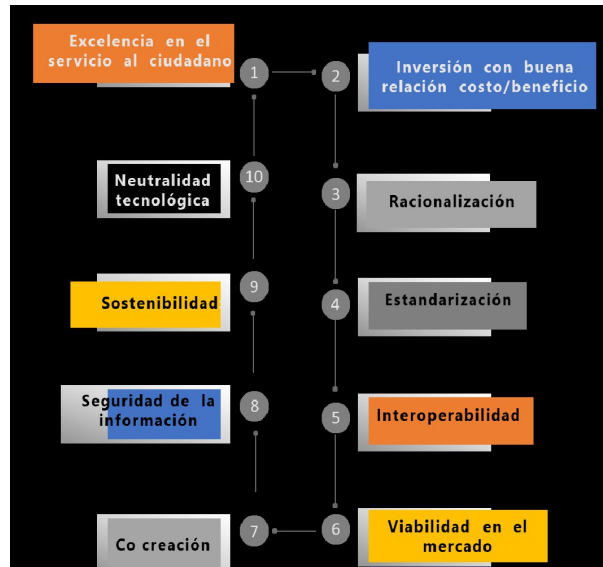 Excelencia en el
servicio al ciudadano
1
2
Inversión con buena
relación costo/beneficio
3
Racionalización
4
Estandarización
5
Interoperabilidad
6
Viabilidad en el
mercado
7
Co creación
8
Seguridad de la
información
9
Sostenibilidad
10
Neutralidad
tecnológica